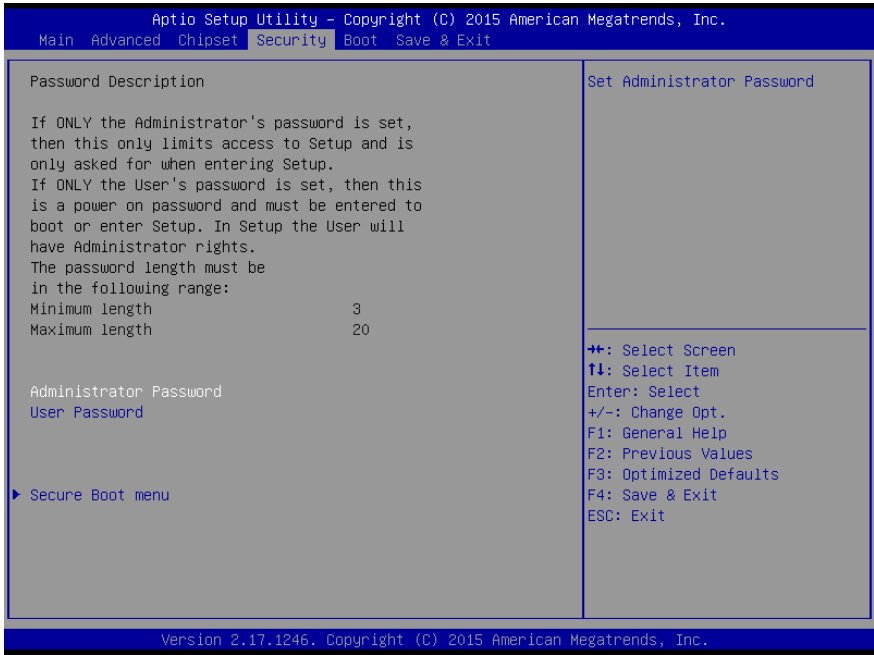 Aptio Setup Utility – Copyright (C) 2015 American Megatrends, Inc.
Main Advanced Chipset Security Boot Save & Exit
Password Description
If ONLY the Administrator's password is set,
then this only limits access to Setup and is
only asked for when entering Setup.
If ONLY the User's password is set, then this
is a power on password and must be entered to
boot or enter Setup. In Setup the User will
have Administrator rights.
The password length must be
in the following range:
Minimum length 3
Maximum length 20
Administrator Password
User Password
Secure Boot menu
Set Administrator Password
→←: Select Screen
↑↓: Select Item
Enter: Select
+/-: Change Opt.
F1: General Help
F2: Previous Values
F3: Optimized Defaults
F4: Save & Exit
ESC: Exit
Version 2.17.1246. Copyright (C) 2015 American Megatrends, Inc.